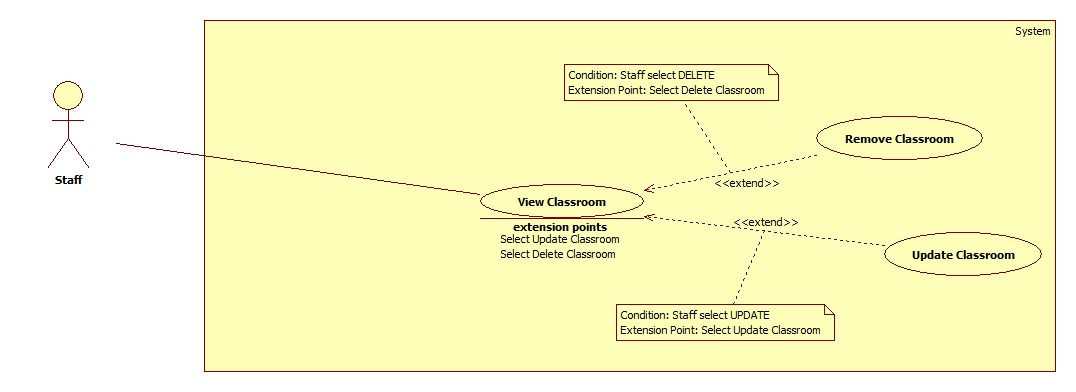 System
Condition: Staff select DELETE
Extension Point: Select Delete Classroom
Remove Classroom
Staff
<<extend>>
View Classroom
<<extend>>
extension points
Select Update Classroom
Select Delete Classroom
Update Classroom
Condition: Staff select UPDATE
Extension Point: Select Update Classroom